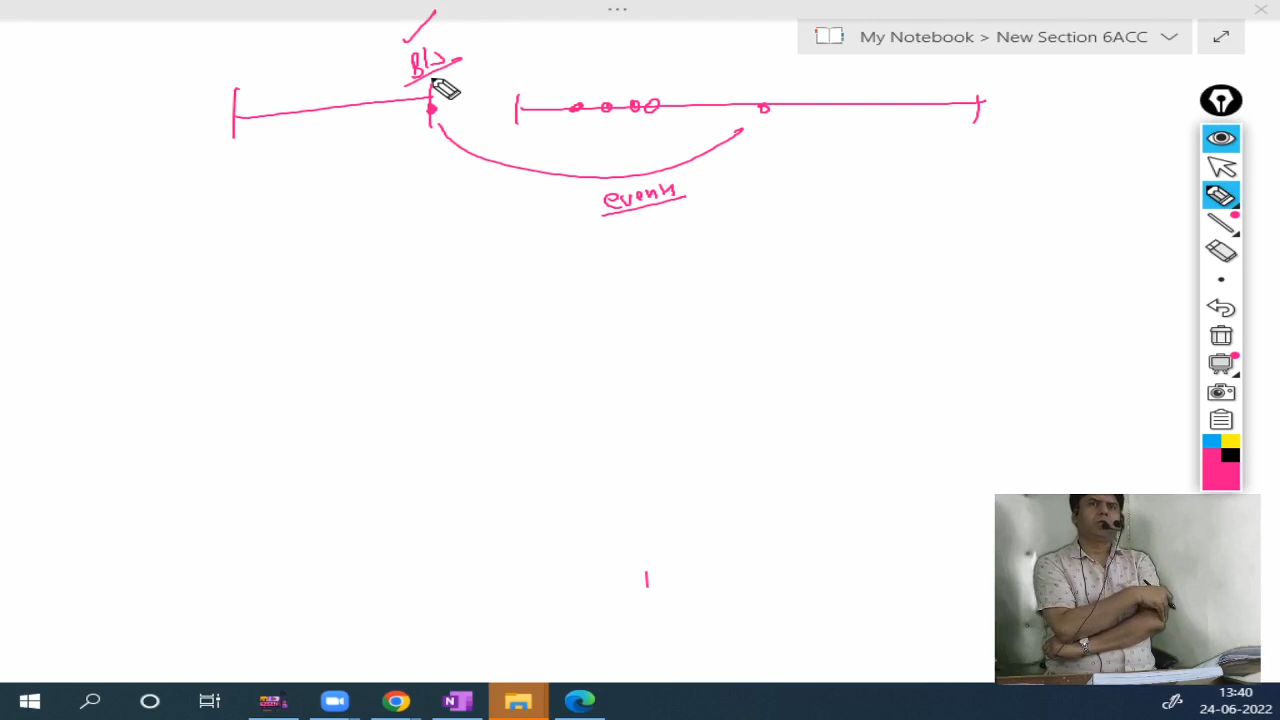 ...
My Notebook > New Section 6ACC
B/S
events
13:40
24-06-2022